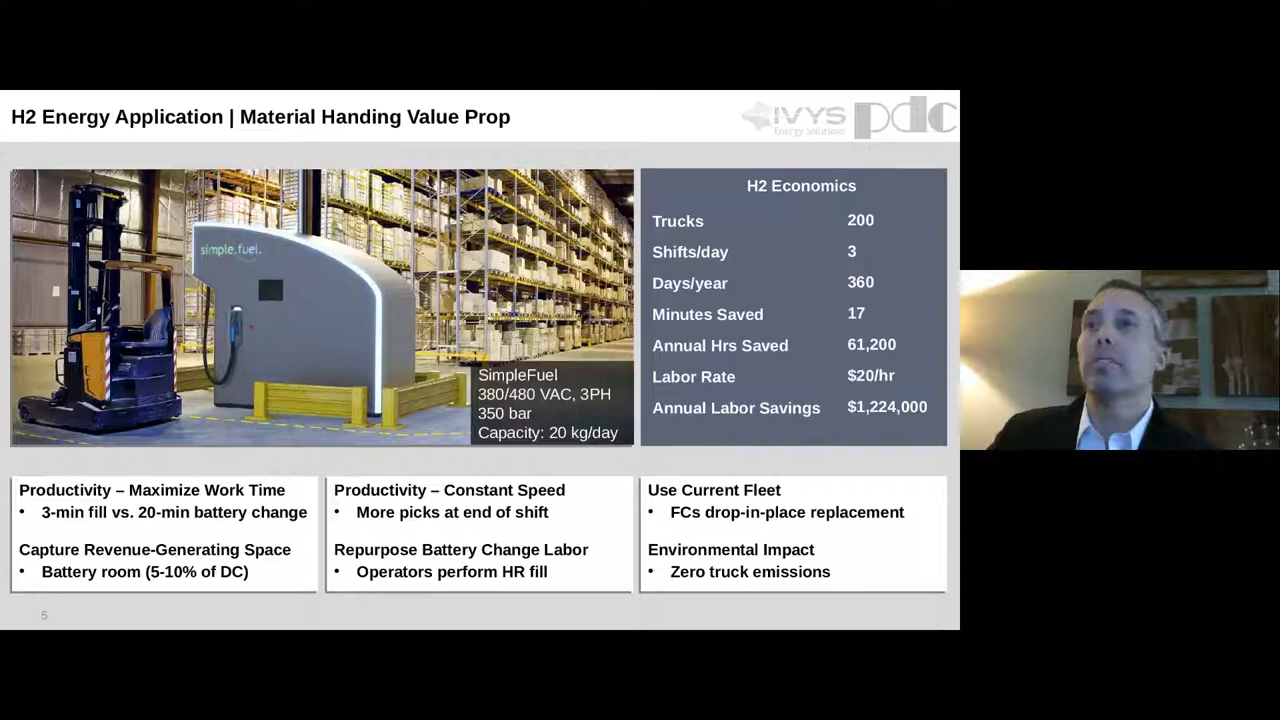 H2 Energy Application | Material Handing Value Prop
IVYS
Energy Solutions
pdc
simple.fuel.
SimpleFuel
380/480 VAC, 3PH
350 bar
Capacity: 20 kg/day
H2 Economics
Trucks 200
Shifts/day 3
Days/year 360
Minutes Saved 17
Annual Hrs Saved 61,200
Labor Rate $20/hr
Annual Labor Savings $1,224,000
Productivity – Maximize Work Time
• 3-min fill vs. 20-min battery change
Capture Revenue-Generating Space
• Battery room (5-10% of DC)
Productivity – Constant Speed
• More picks at end of shift
Repurpose Battery Change Labor
• Operators perform HR fill
Use Current Fleet
• FCs drop-in-place replacement
Environmental Impact
• Zero truck emissions
5